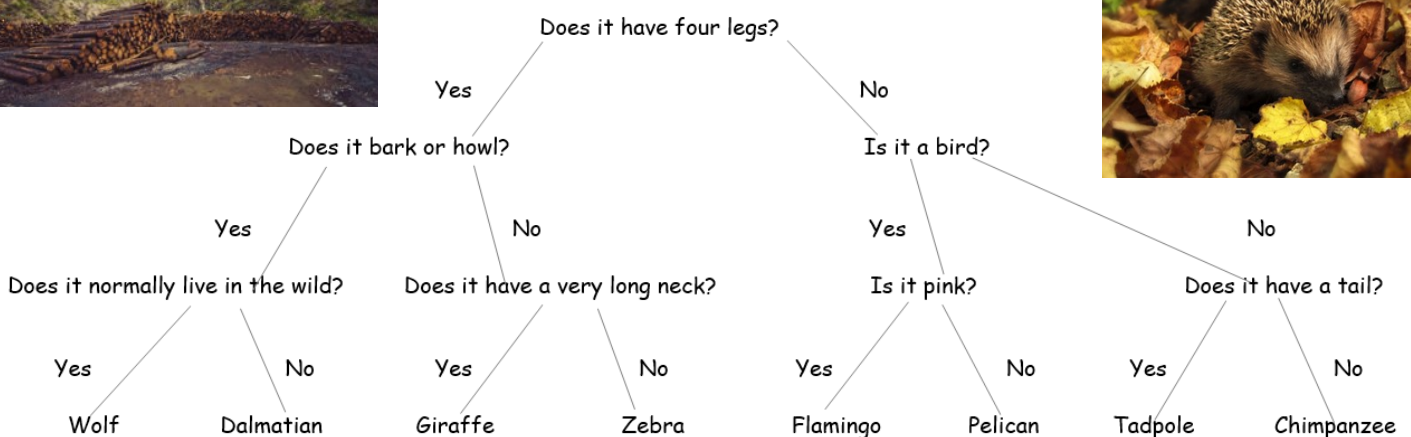 Does it have four legs?
Yes
No
Does it bark or howl?
Is it a bird?
Yes
No
Yes
No
Does it normally live in the wild?
Does it have a very long neck?
Is it pink?
Does it have a tail?
Yes
No
Yes
No
Yes
No
Yes
No
Wolf
Dalmatian
Giraffe
Zebra
Flamingo
Pelican
Tadpole
Chimpanzee